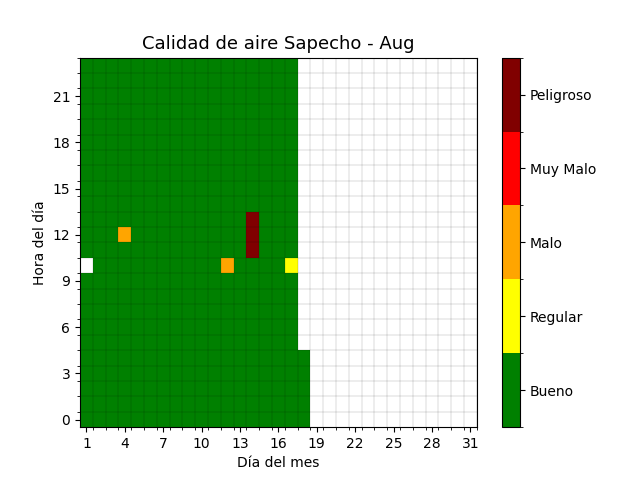 Calidad de aire Sapecho - Aug
Hora del día
21
18
15
12
9
6
3
0
1 4 7 10 13 16 19 22 25 28 31
Día del mes
Peligroso
Muy Malo
Malo
Regular
Bueno